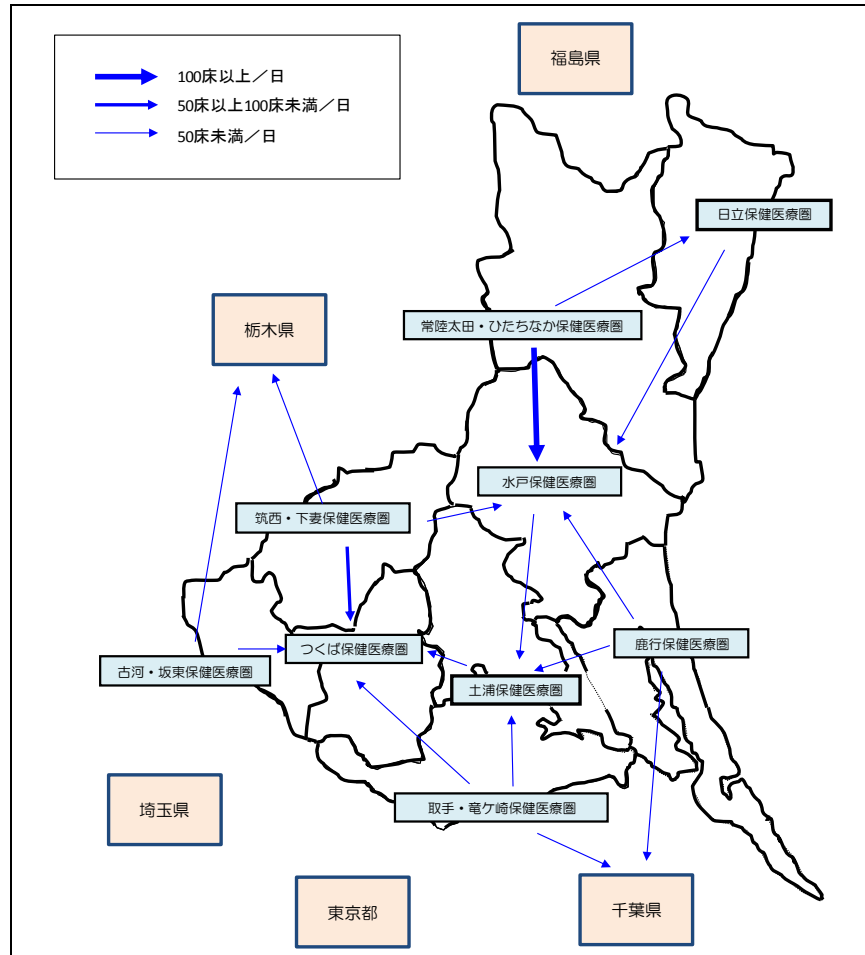 100床以上／日
50床以上100床未満／日
50床未満／日
福島県
日立保健医療圏
栃木県
常陸太田・ひたちなか保健医療圏
水戸保健医療圏
筑西・下妻保健医療圏
つくば保健医療圏
鹿行保健医療圏
古河・坂東保健医療圏
土浦保健医療圏
埼玉県
取手・竜ケ崎保健医療圏
東京都
千葉県